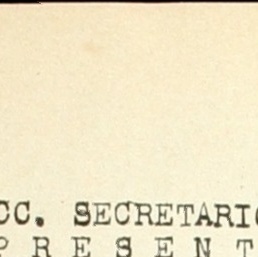 CC. SECRETARIO
P R E S E N T